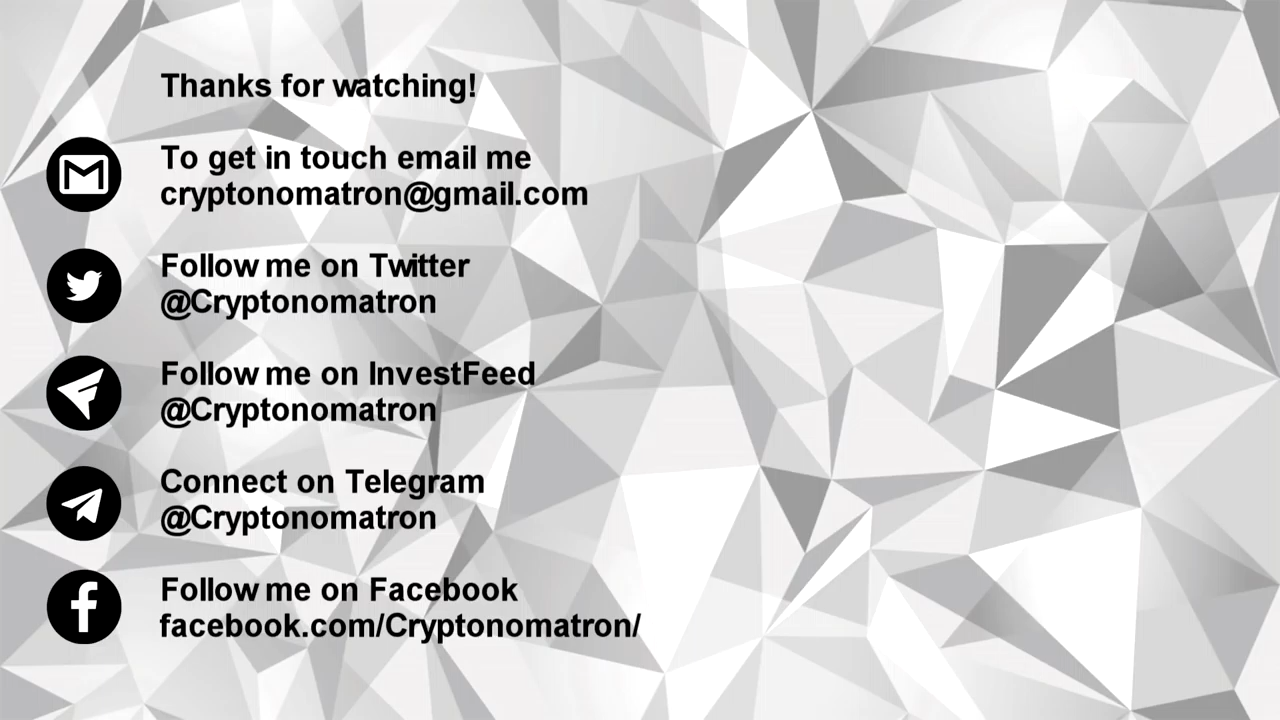 Thanks for watching!
To get in touch email me
cryptonomatron@gmail.com
Follow me on Twitter
@Cryptonomatron
Follow me on InvestFeed
@Cryptonomatron
Connect on Telegram
@Cryptonomatron
Follow me on Facebook
facebook.com/Cryptonomatron/